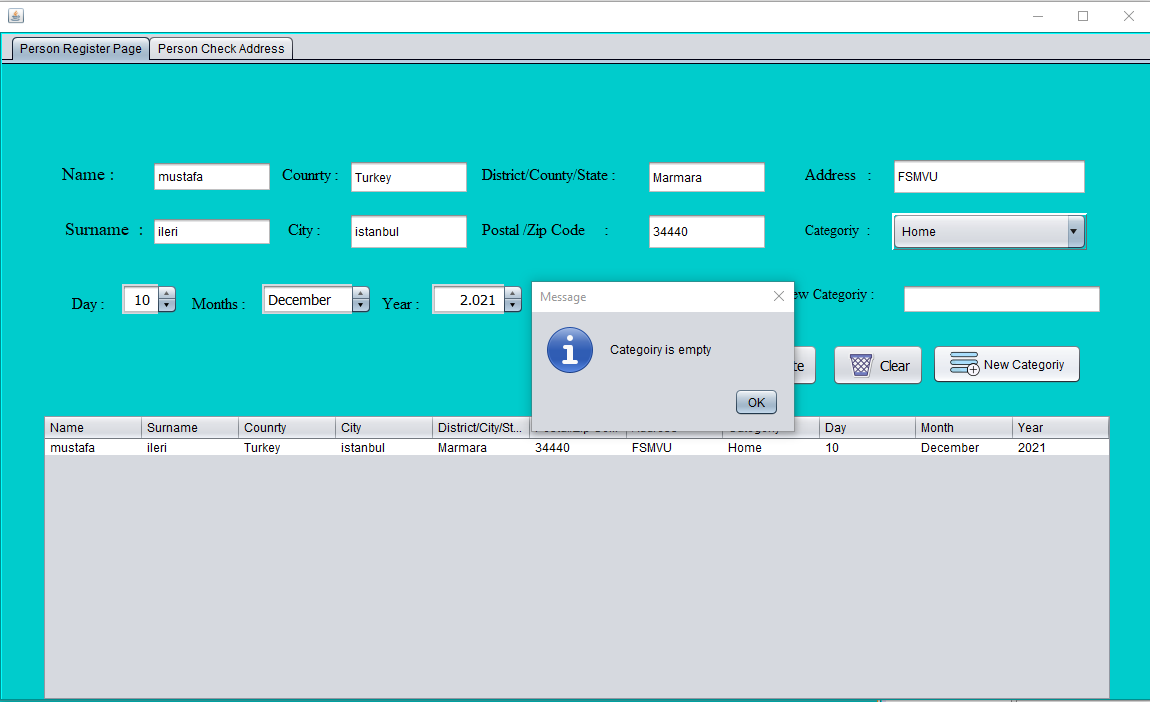 Person Register Page Person Check Address
Name : mustafa Counrty : Turkey District/County/State : Marmara Address : FSMVU
Surname : ileri City : istanbul Postal /Zip Code : 34440 Categoriy : Home
Day : 10 Months : December Year : 2.021 Message ew Categoriy :
Categoiry is empty
te Clear New Categoriy
OK
Name Surname Counrty City District/City/St... Day Month Year
mustafa ileri Turkey istanbul Marmara 34440 FSMVU Home 10 December 2021